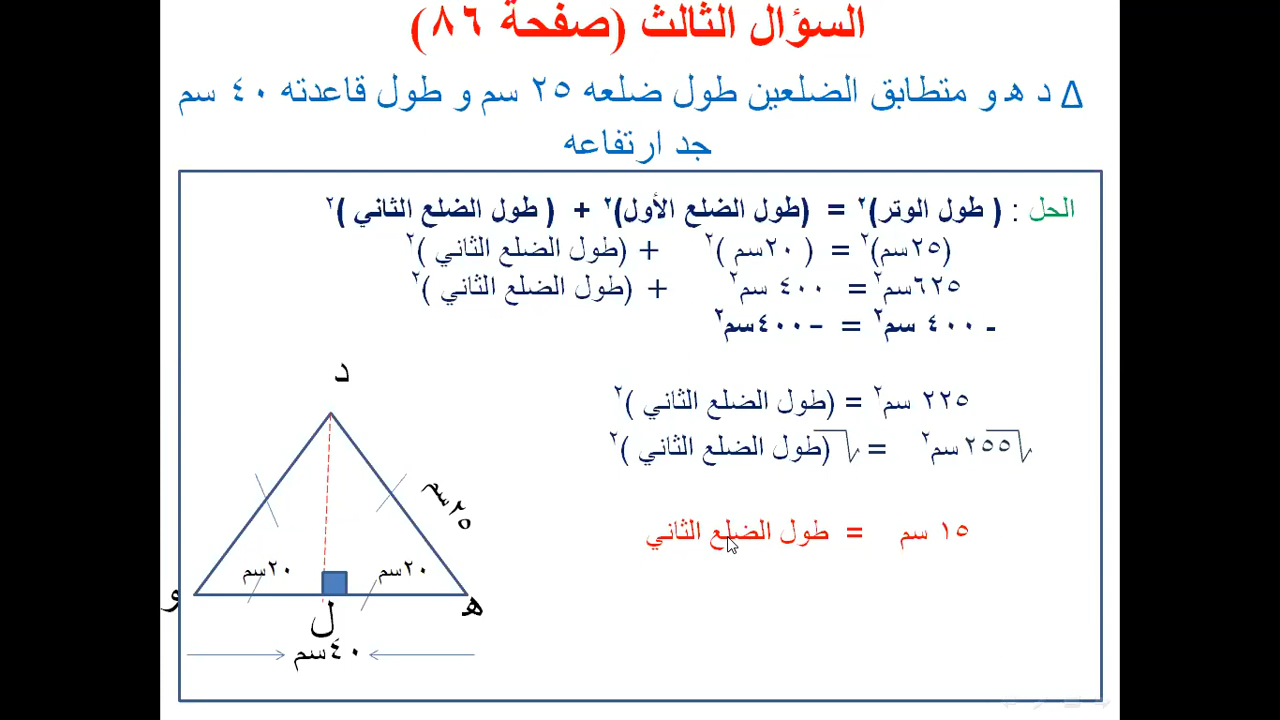 السؤال الثالث (صفحة ٨٦)
Δ د ه و متطابق الضلعين طول ضلعه ٢٥ سم و طول قاعدته ٤٠ سم
جد ارتفاعه
الحل : ( طول الوتر)٢ = (طول الضلع الأول)٢ + ( طول الضلع الثاني )٢
(٢٥سم)٢ = ( ٢٠سم )٢ + (طول الضلع الثاني )٢
٦٢٥سم٢ = ٤٠٠ سم٢ + (طول الضلع الثاني )٢
- ٤٠٠ سم٢ = −٤٠٠سم٢
٢٢٥ سم٢ = (طول الضلع الثاني )٢
√٢٥٥سم٢ = √(طول الضلع الثاني )٢
١٥ سم = طول الضلع الثاني
د
٢٥سم
٢٠سم
٢٠سم
ه
ل
و
٤٠سم